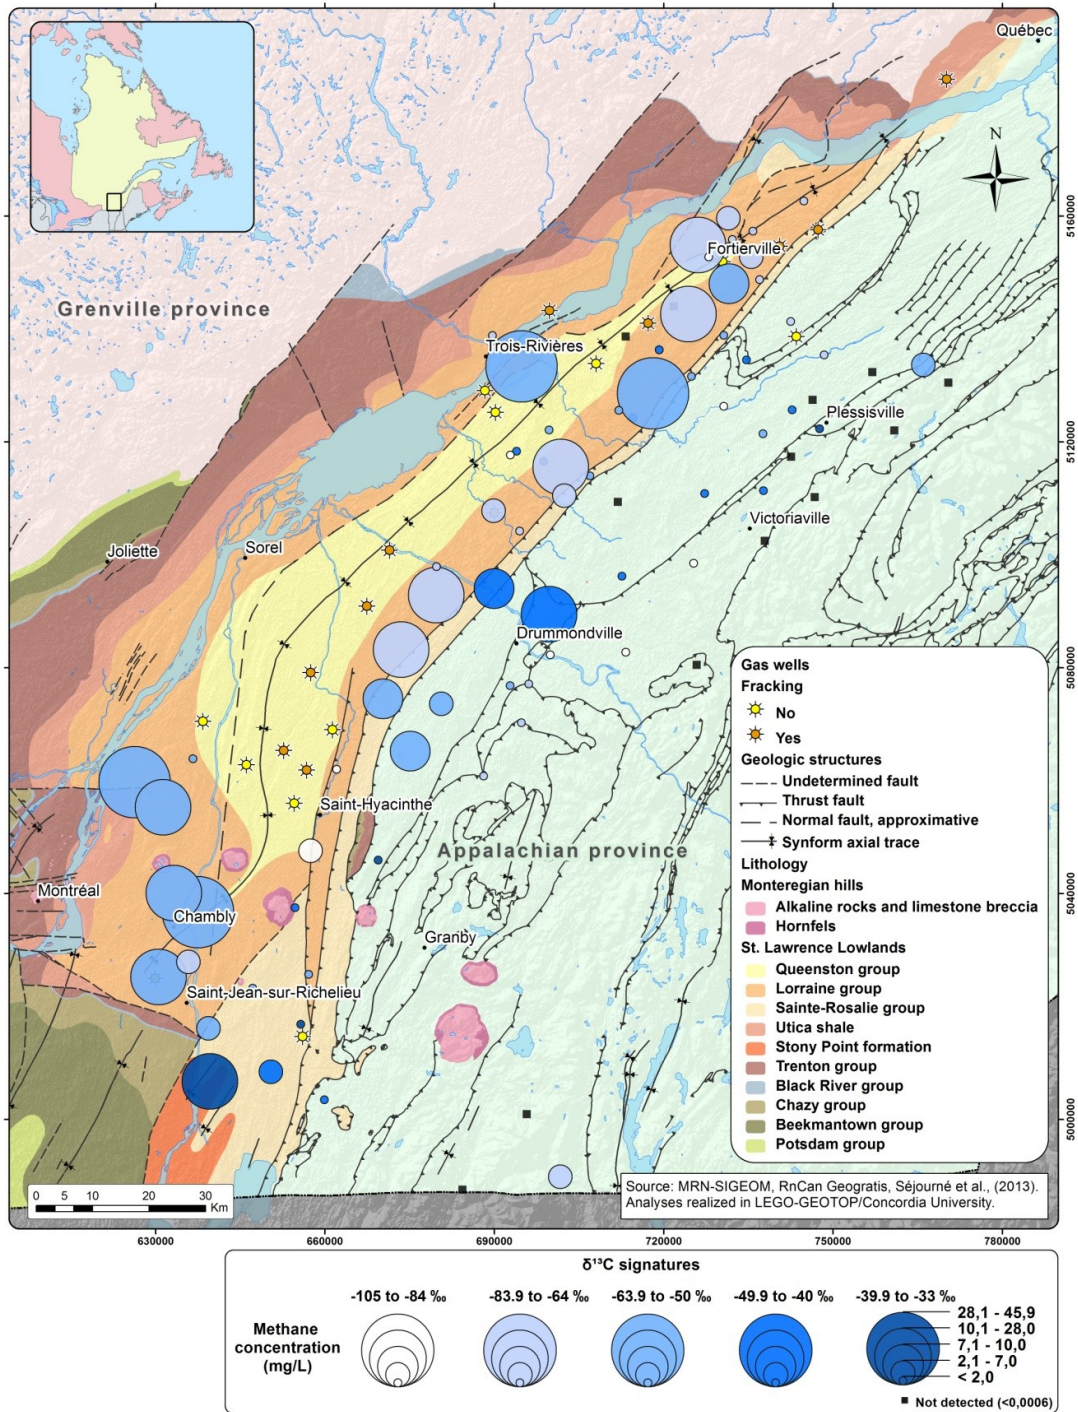 Québec
N
5160000
Fortierville
Grenville province
Trois-Rivières
Plessisville
5120000
Victoriaville
Joliette
Sorel
Drummondville
5080000
Saint-Hyacinthe
Appalachian province
Montréal
Chambly
5040000
Granby
Saint-Jean-sur-Richelieu
5000000
Gas wells
Fracking
No
Yes
Geologic structures
Undetermined fault
Thrust fault
Normal fault, approximative
Synform axial trace
Lithology
Monteregian hills
Alkaline rocks and limestone breccia
Hornfels
St. Lawrence Lowlands
Queenston group
Lorraine group
Sainte-Rosalie group
Utica shale
Stony Point formation
Trenton group
Black River group
Chazy group
Beekmantown group
Potsdam group
Source: MRN-SIGEOM, RnCan Geogratis, Séjourné et al., (2013).
Analyses realized in LEGO-GEOTOP/Concordia University.
0 5 10 20 30
Km
630000 660000 690000 720000 750000 780000
δ¹³C signatures
-105 to -84 ‰ -83.9 to -64 ‰ -63.9 to -50 ‰ -49.9 to -40 ‰ -39.9 to -33 ‰
Methane
concentration
(mg/L)
28,1 - 45,9
10,1 - 28,0
7,1 - 10,0
2,1 - 7,0
< 2,0
Not detected (<0,0006)